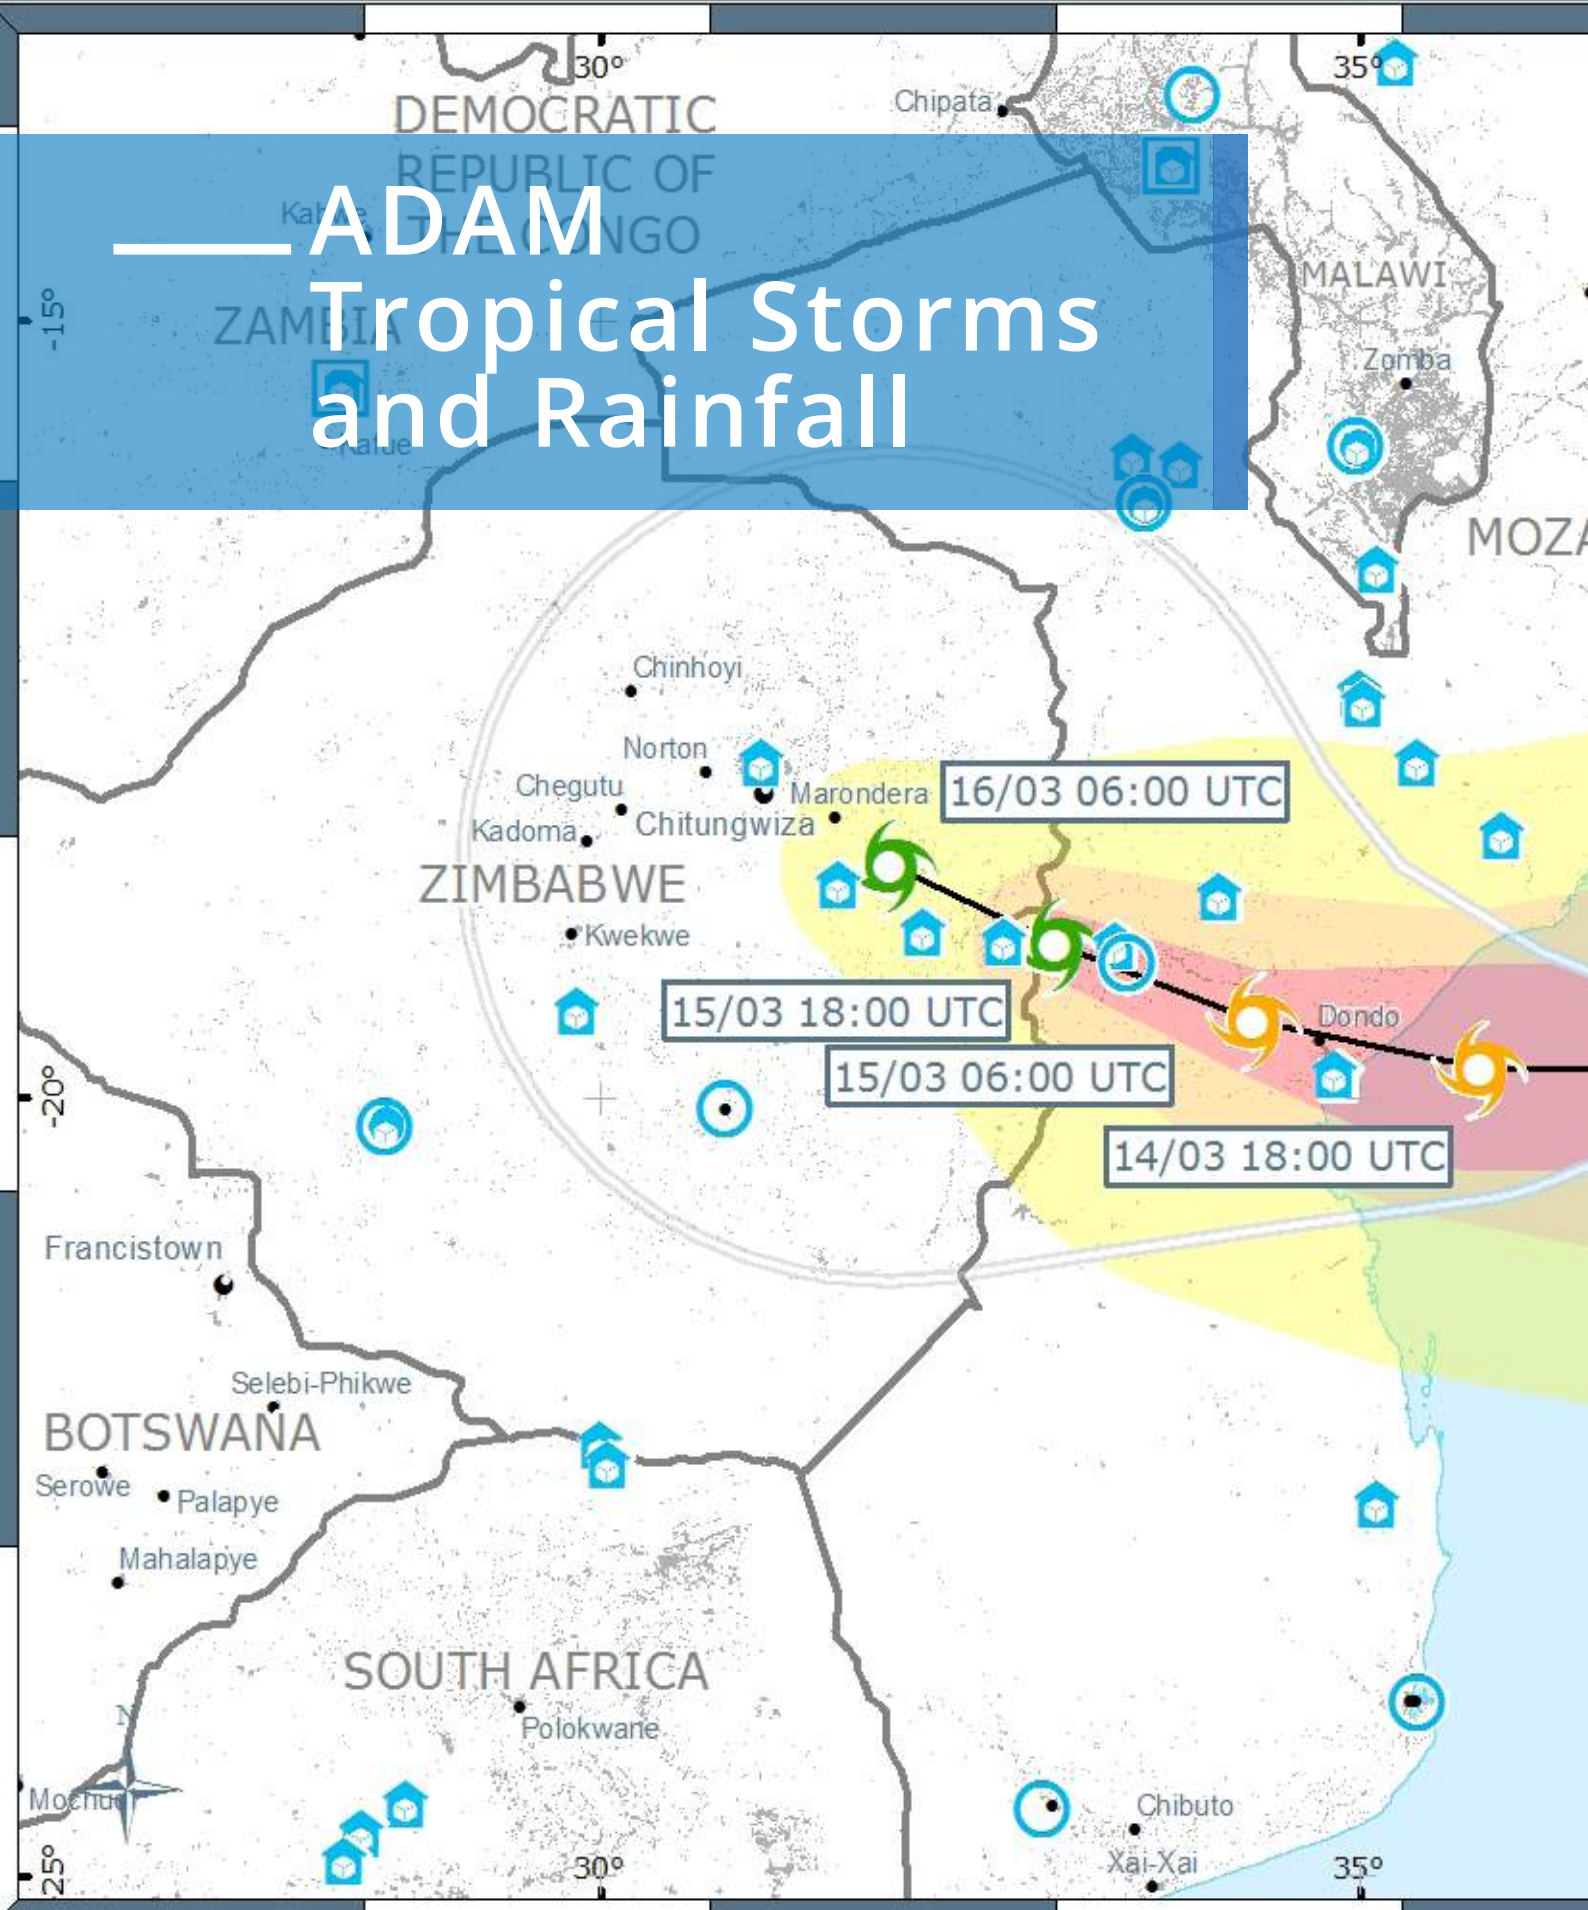 30°
35°
DEMOCRATIC
REPUBLIC OF
THE CONGO
Chipata
ADAM
Tropical Storms
and Rainfall
Kabwe
ZAMBIA
Kafue
-15°
MALAWI
Zomba
MOZA
Chinhoyi
Norton
Chegutu
Marondera
16/03 06:00 UTC
Kadoma
Chitungwiza
ZIMBABWE
Kwekwe
15/03 18:00 UTC
Dondo
15/03 06:00 UTC
-20°
14/03 18:00 UTC
Francistown
Selebi-Phikwe
BOTSWANA
Serowe
Palapye
Mahalapye
SOUTH AFRICA
N
Polokwane
Chibuto
Xai-Xai
-25°
30°
35°